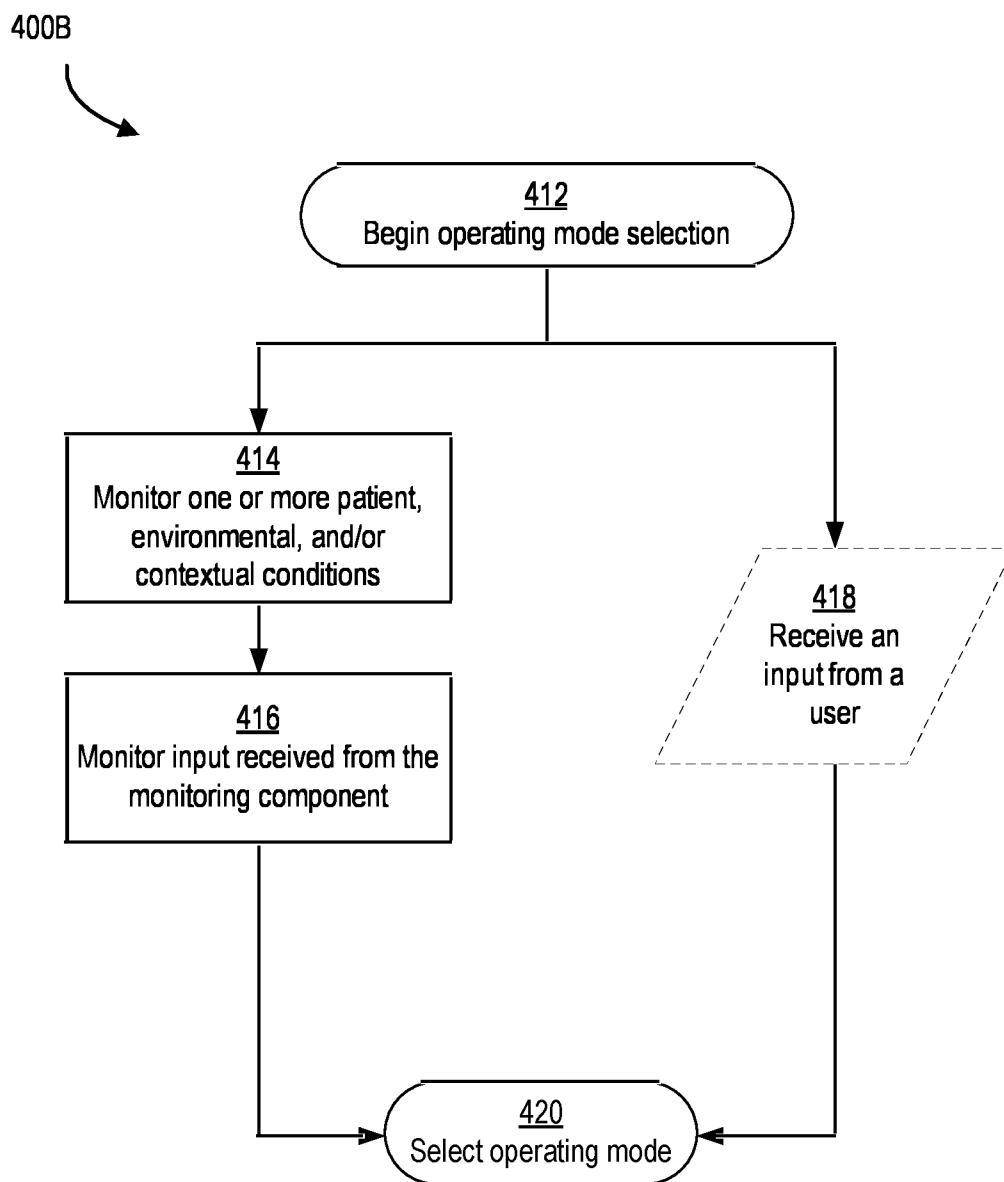 400B
412
Begin operating mode selection
414
Monitor one or more patient,
environmental, and/or
contextual conditions
416
Monitor input received from the
monitoring component
418
Receive an
input from a
user
420
Select operating mode